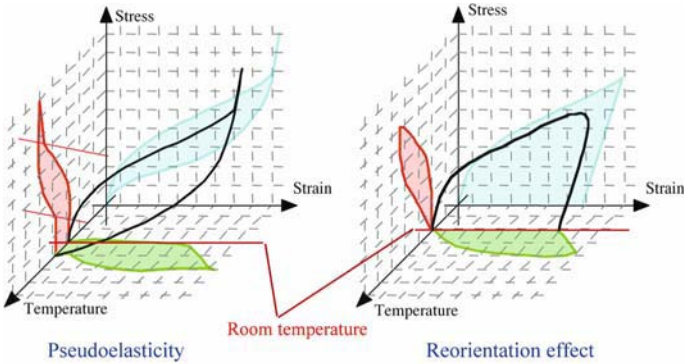 Stress
Stress
Strain
Strain
Temperature
Temperature
Room temperature
Pseudoelasticity
Reorientation effect